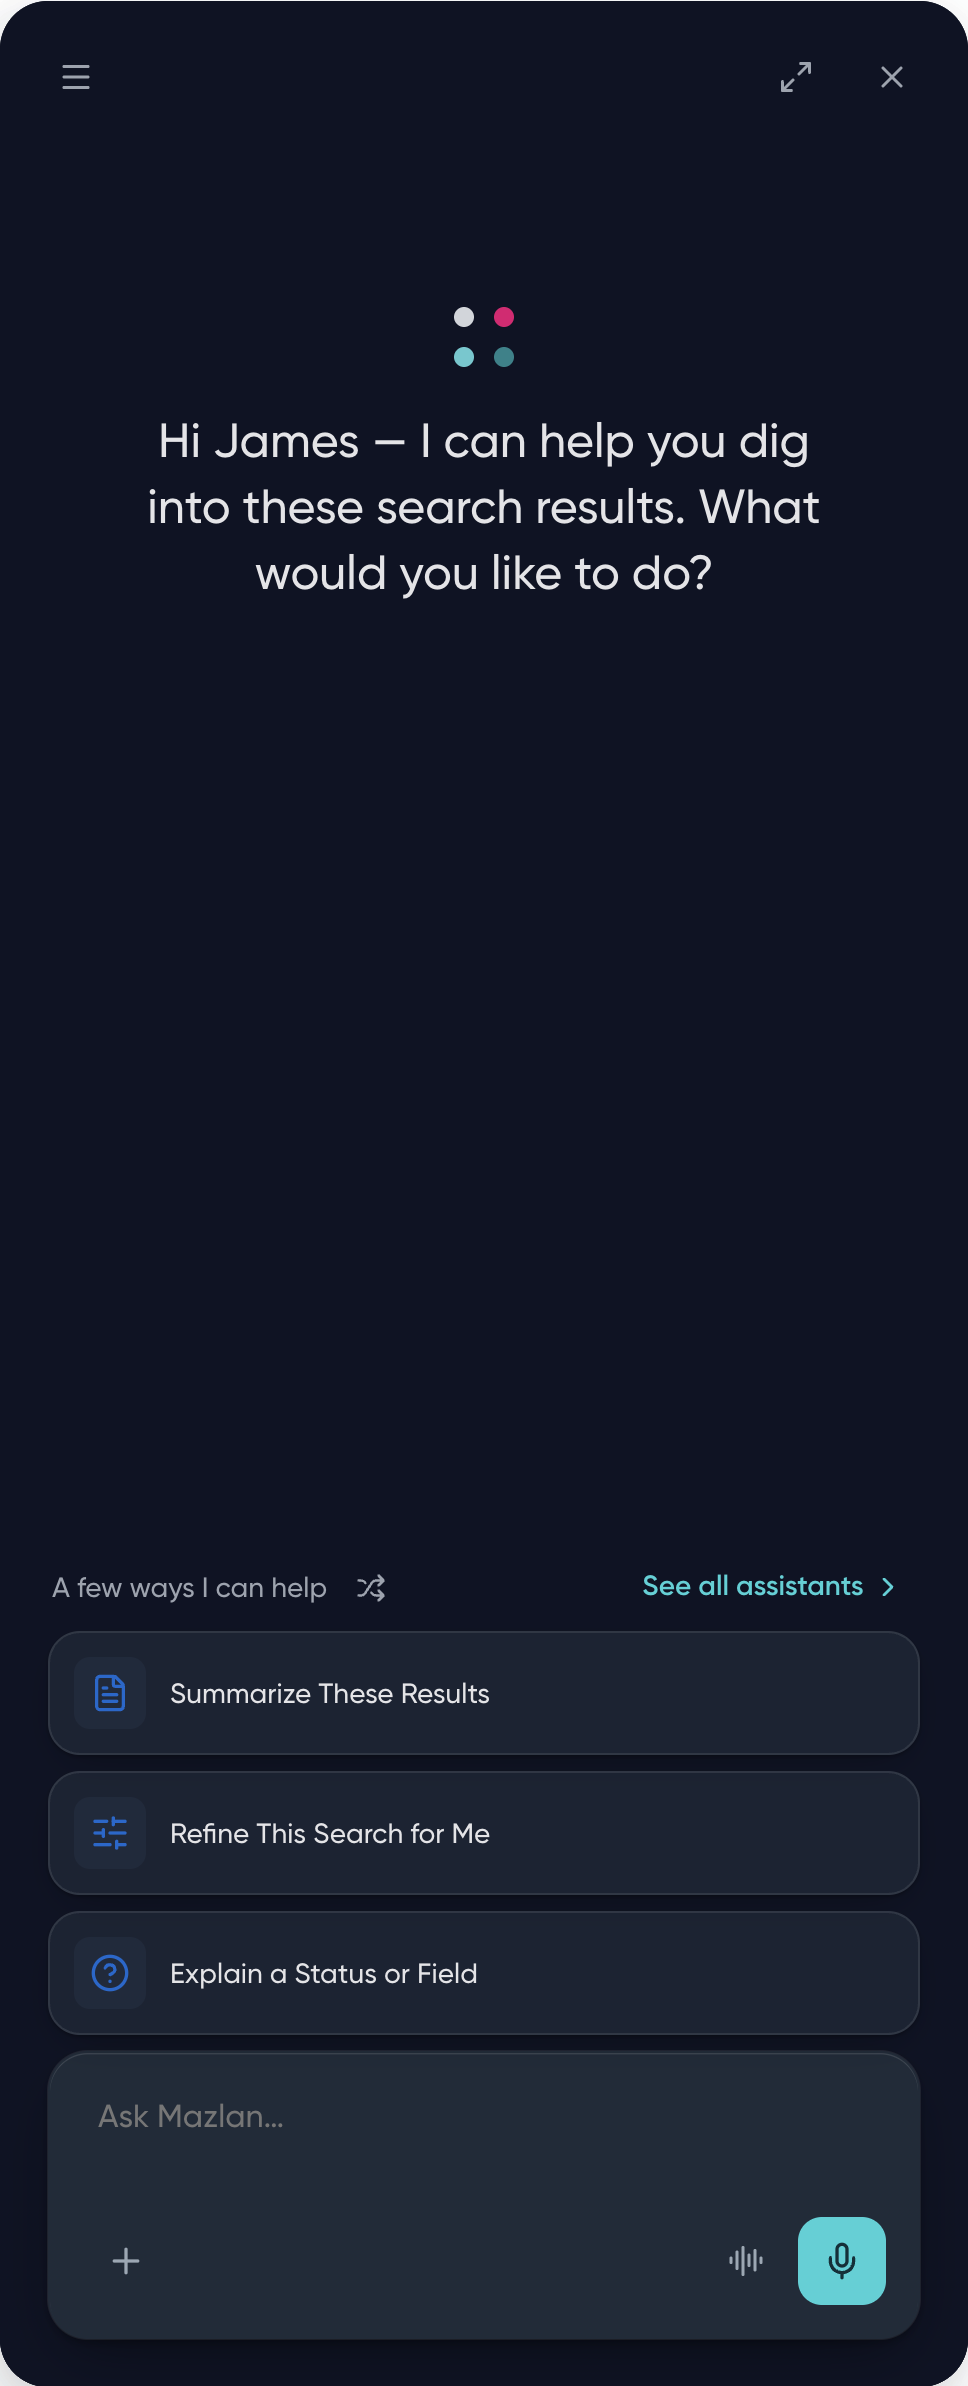 Hi James — I can help you dig
into these search results. What
would you like to do?
A few ways I can help
See all assistants
Summarize These Results
Refine This Search for Me
Explain a Status or Field
Ask Mazlan...